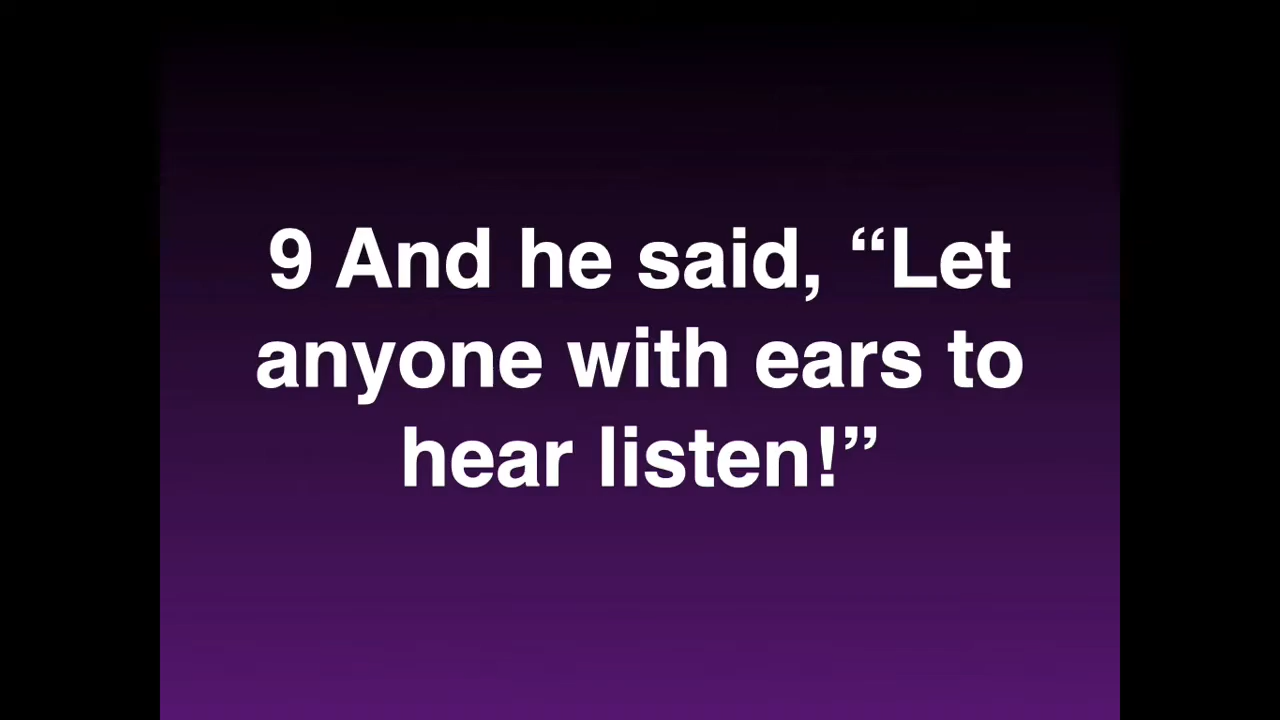 9 And he said, “Let
anyone with ears to
hear listen!”